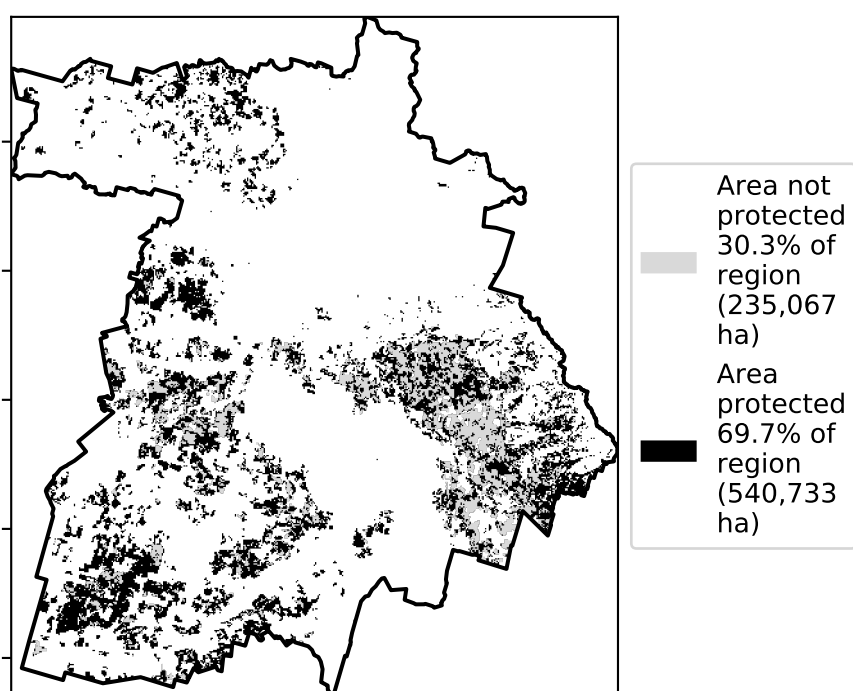 Area not
protected
30.3% of
region
(235,067
ha)
Area
protected
69.7% of
region
(540,733
ha)